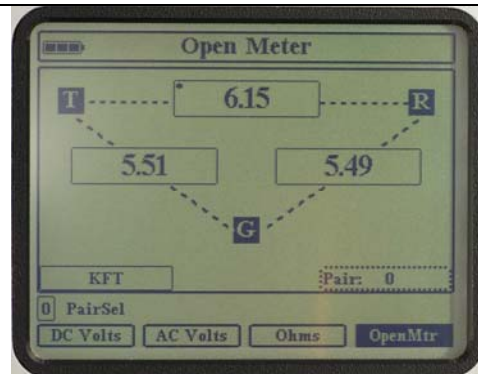 Open Meter
T 6.15 R
5.51 5.49
G
KFT Pair: 0
0 PairSel
DC Volts AC Volts Ohms OpenMtr